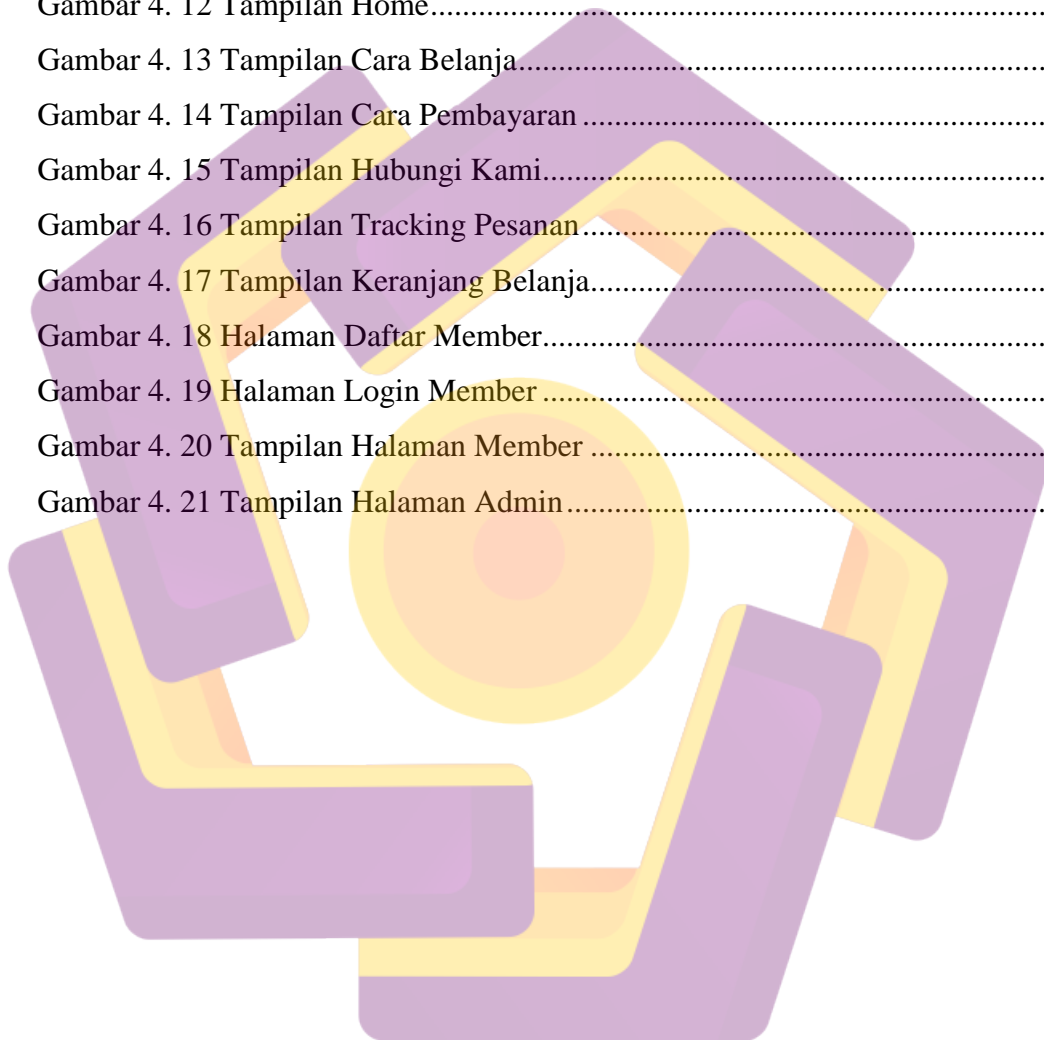 Gambar 4. 12 Tampilan Home..........................................................................
Gambar 4. 13 Tampilan Cara Belanja................................................................
Gambar 4. 14 Tampilan Cara Pembayaran ........................................................
Gambar 4. 15 Tampilan Hubungi Kami.............................................................
Gambar 4. 16 Tampilan Tracking Pesanan........................................................
Gambar 4. 17 Tampilan Keranjang Belanja.......................................................
Gambar 4. 18 Halaman Daftar Member.............................................................
Gambar 4. 19 Halaman Login Member .............................................................
Gambar 4. 20 Tampilan Halaman Member .......................................................
Gambar 4. 21 Tampilan Halaman Admin..........................................................